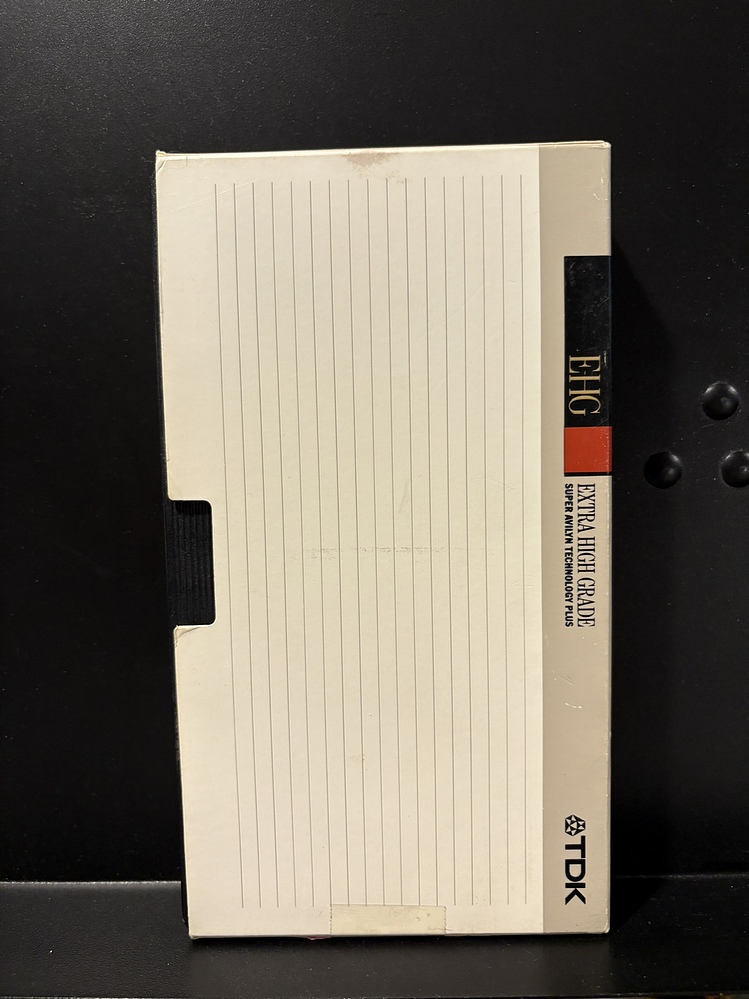 EHG
EXTRA HIGH GRADE
SUPER AVILYN TECHNOLOGY PLUS
TDK